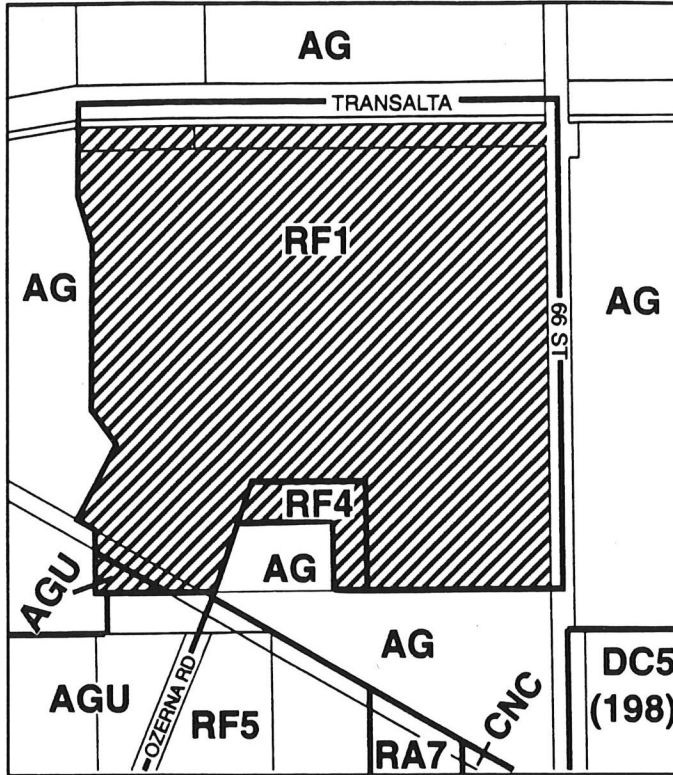 AG
TRANSALTA
RF1
AG
AG
66 ST
RF4
AG
AGU
AG
DC5
(198)
AGU
OZERNA RD
RF5
CNC
RA7